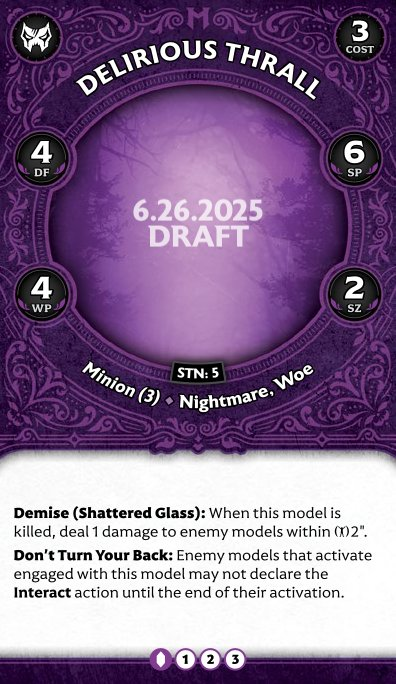 3
COST
DELIRIOUS THRALL
4
DF
6
SP
6.26.2025
DRAFT
4
WP
2
SZ
STN: 5
Minion (3) ◆ Nightmare, Woe
Demise (Shattered Glass): When this model is
killed, deal 1 damage to enemy models within 2".
Don't Turn Your Back: Enemy models that activate
engaged with this model may not declare the
Interact action until the end of their activation.
1 2 3